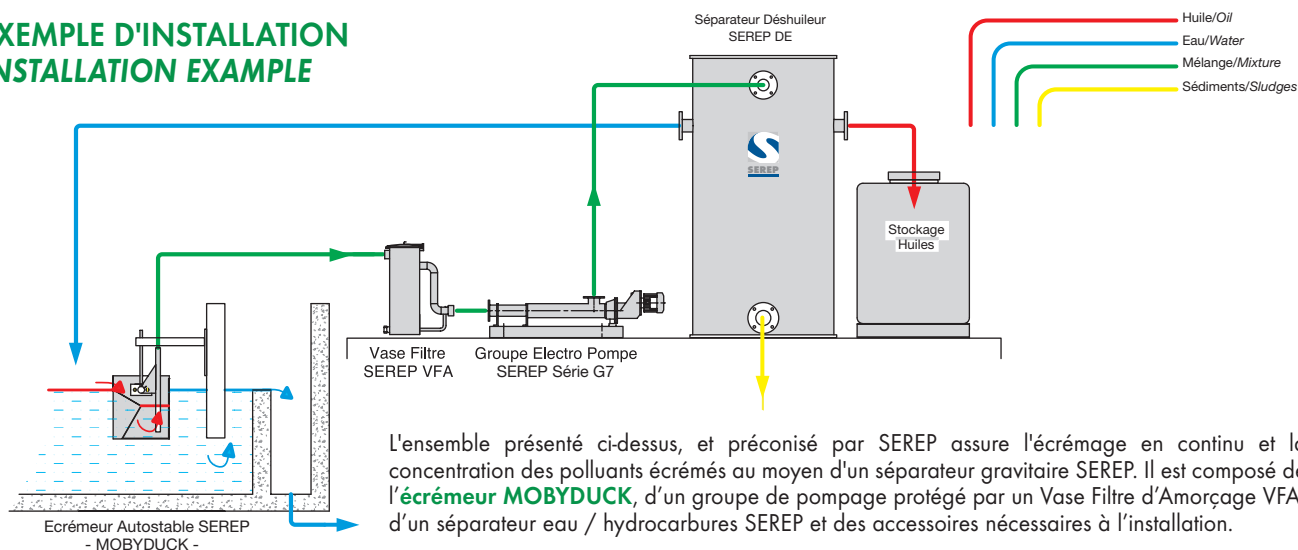 XEMPLE D'INSTALLATION
NSTALLATION EXAMPLE
Séparateur Déshuileur
SEREP DE
Huile/Oil
Eau/Water
Mélange/Mixture
Sédiments/Sludges
SEREP
Stockage
Huiles
Vase Filtre
SEREP VFA
Groupe Electro Pompe
SEREP Série G7
Ecrémeur Autostable SEREP
- MOBYDUCK -
L'ensemble présenté ci-dessus, et préconisé par SEREP assure l'écrémage en continu et la
concentration des polluants écrémés au moyen d'un séparateur gravitaire SEREP. Il est composé de
l'écrémeur MOBYDUCK, d'un groupe de pompage protégé par un Vase Filtre d'Amorçage VFA
d'un séparateur eau / hydrocarbures SEREP et des accessoires nécessaires à l'installation.